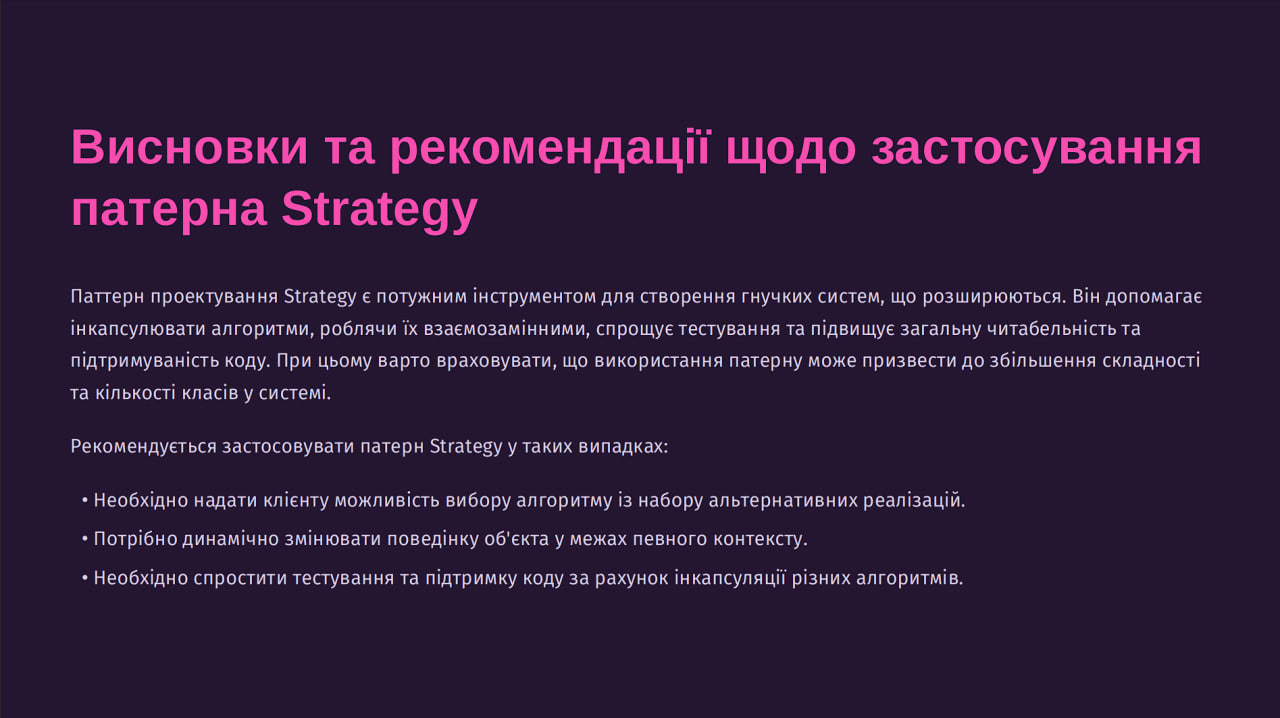 Висновки та рекомендації щодо застосування
патерна Strategy
Паттерн проектування Strategy є потужним інструментом для створення гнучких систем, що розширюються. Він допомагає
інкапсулювати алгоритми, роблячи їх взаємозамінними, спрощує тестування та підвищує загальну читабельність та
підтримуваність коду. При цьому варто враховувати, що використання патерну може призвести до збільшення складності
та кількості класів у системі.
Рекомендується застосовувати патерн Strategy у таких випадках:
• Необхідно надати клієнту можливість вибору алгоритму із набору альтернативних реалізацій.
• Потрібно динамічно змінювати поведінку об'єкта у межах певного контексту.
• Необхідно спростити тестування та підтримку коду за рахунок інкапсуляції різних алгоритмів.